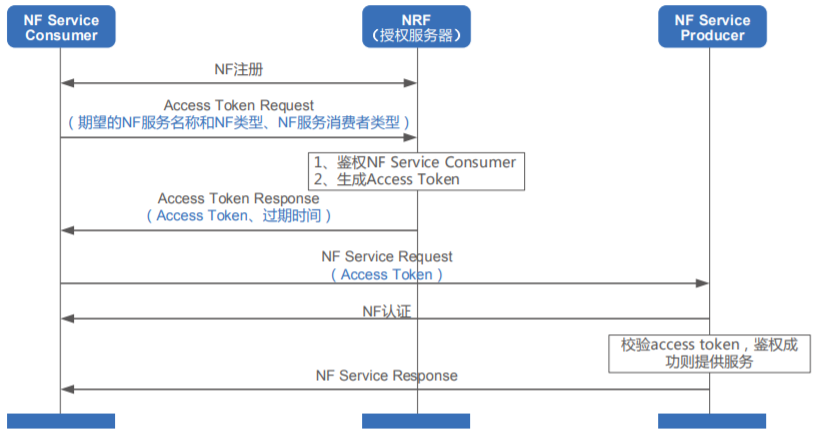 NF Service
Consumer
NRF
（授权服务器）
NF Service
Producer
NF注册
Access Token Request
（期望的NF服务名称和NF类型、NF服务消费者类型）
1、鉴权NF Service Consumer
2、生成Access Token
Access Token Response
（Access Token、过期时间）
NF Service Request
（Access Token）
NF认证
校验access token，鉴权成
功则提供服务
NF Service Response